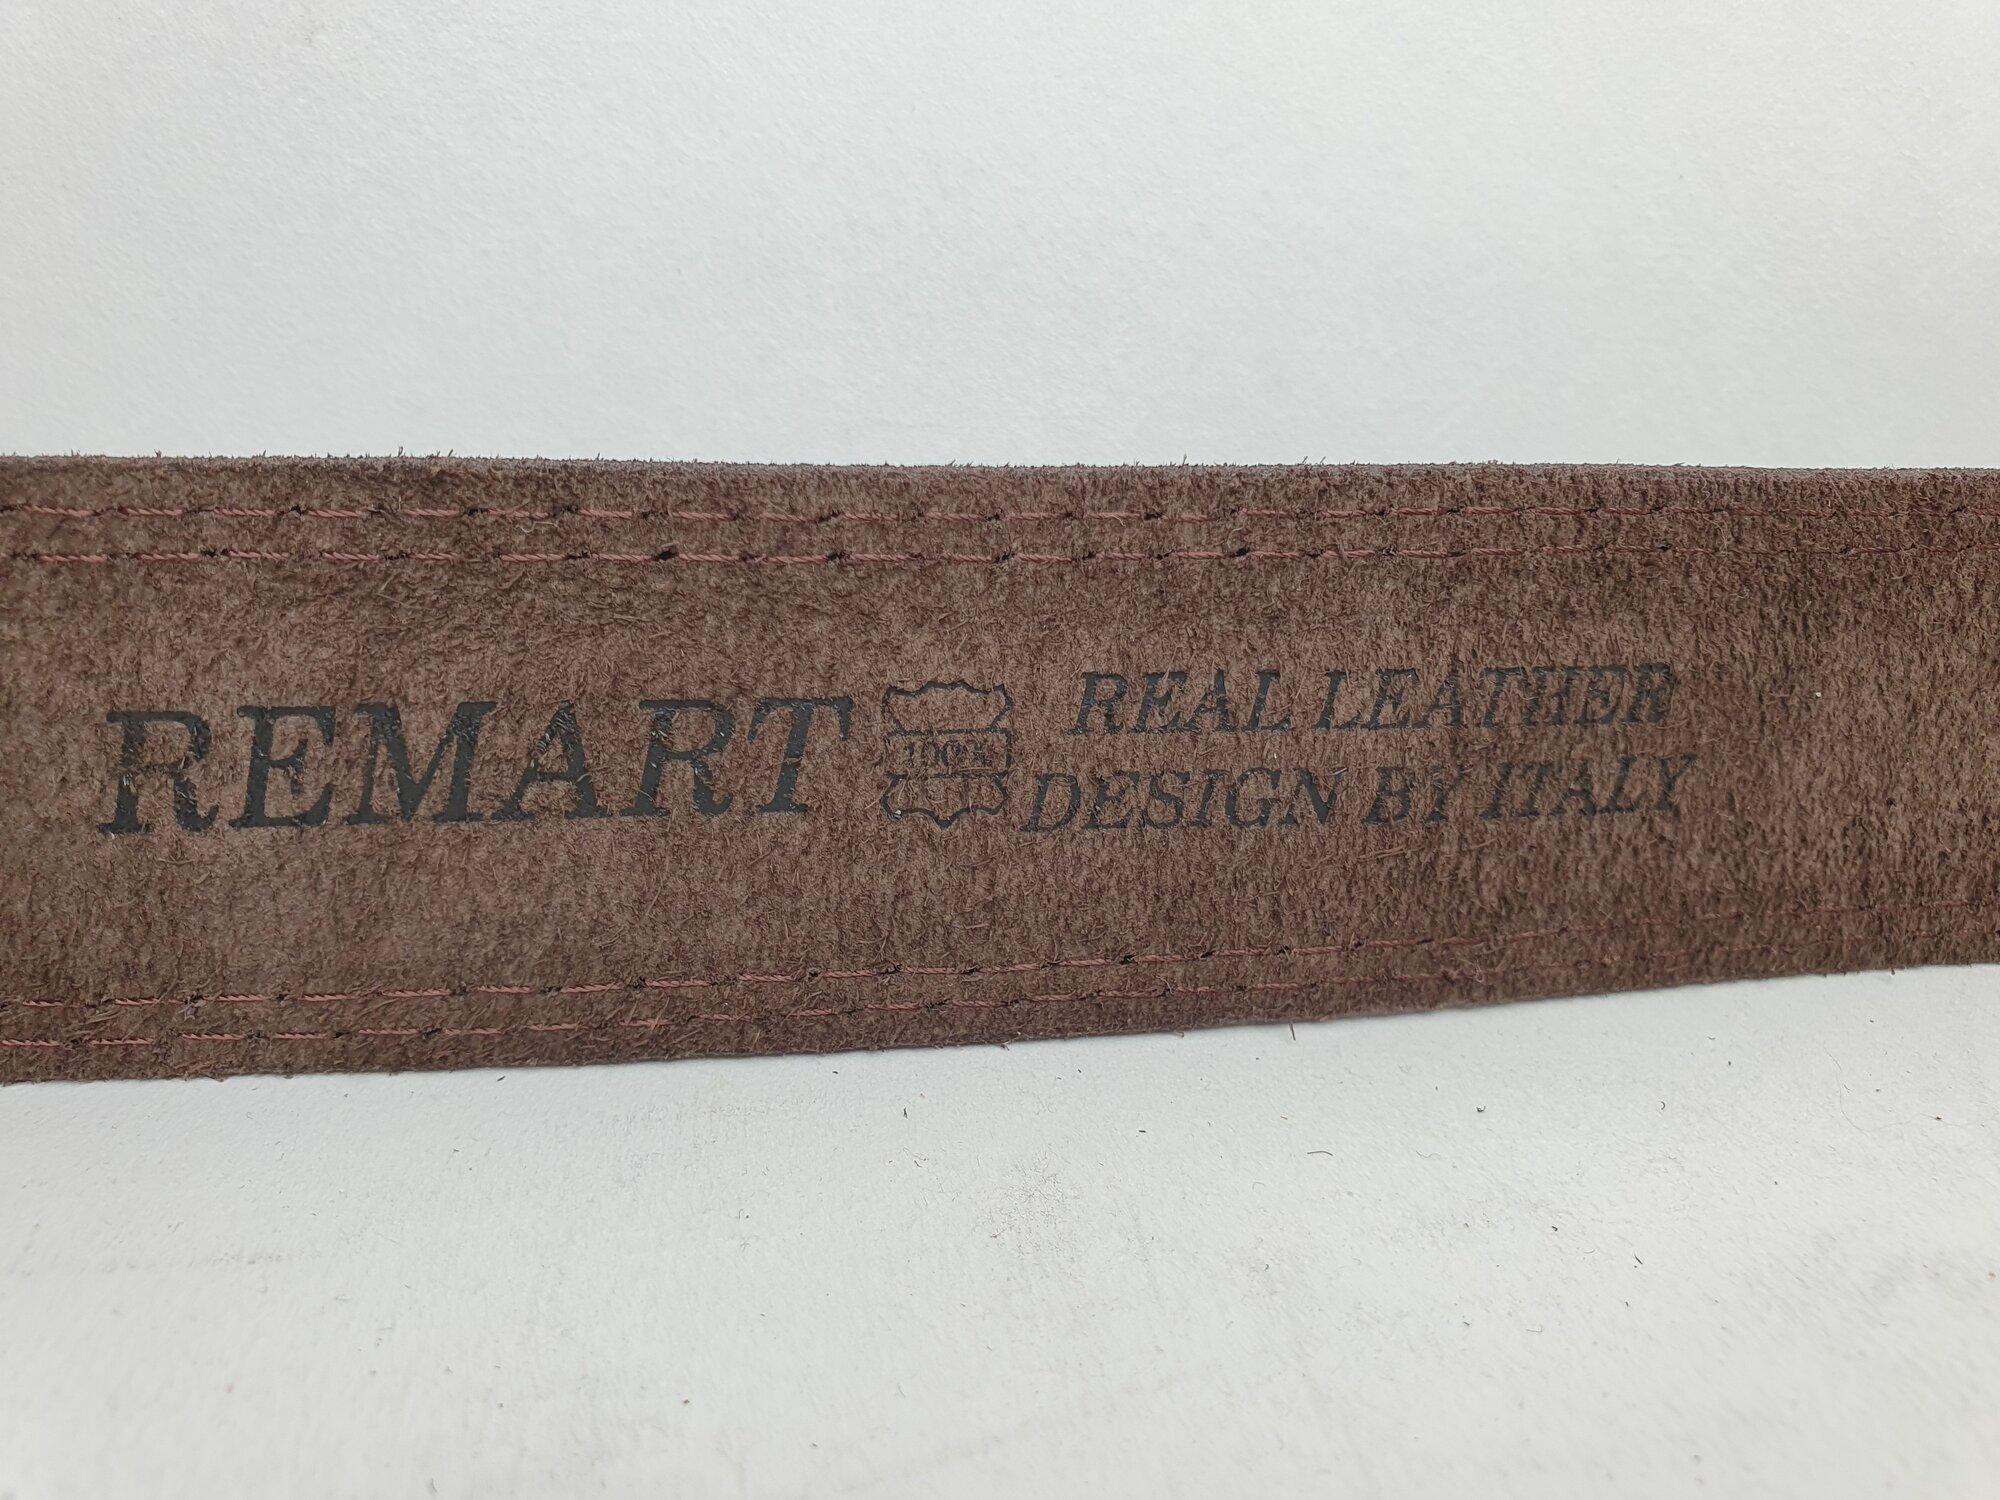 REMART
100%
REAL LEATHER
DESIGN BY ITALY